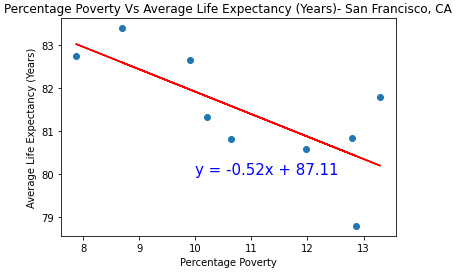 Percentage Poverty Vs Average Life Expectancy (Years)- San Francisco, CA
Average Life Expectancy (Years)
83
82
81
80
79
y = -0.52x + 87.11
8 9 10 11 12 13
Percentage Poverty